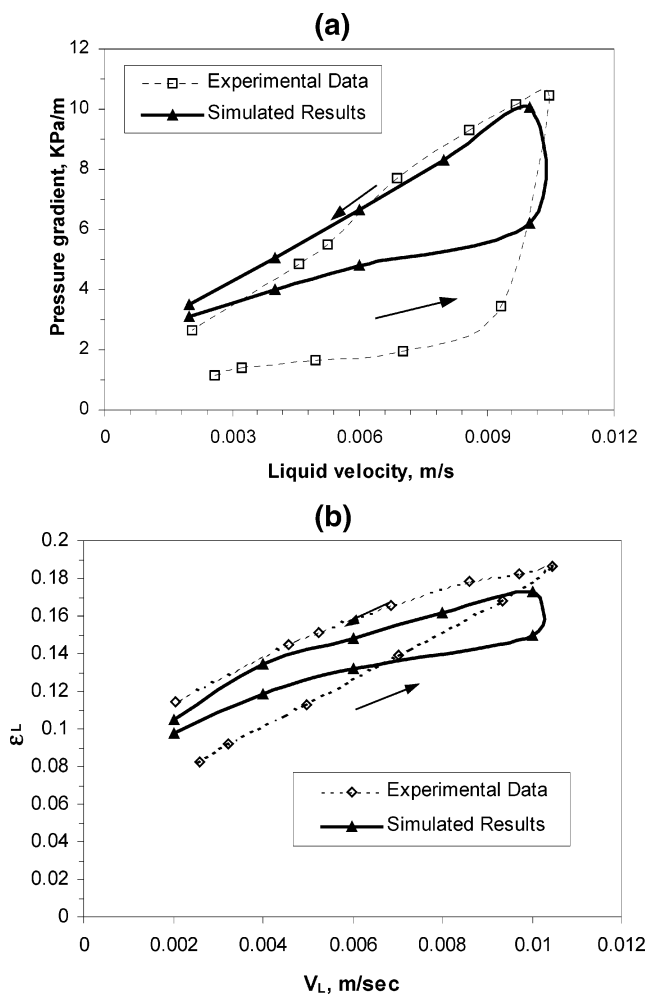 (a)
12
10
8
6
4
2
0
Pressure gradient, KPa/m
Experimental Data
Simulated Results
0 0.003 0.006 0.009 0.012
Liquid velocity, m/s
(b)
0.2
0.18
0.16
0.14
0.12
0.1
0.08
0.06
0.04
0.02
0
εL
Experimental Data
Simulated Results
0 0.002 0.004 0.006 0.008 0.01 0.012
VL, m/sec